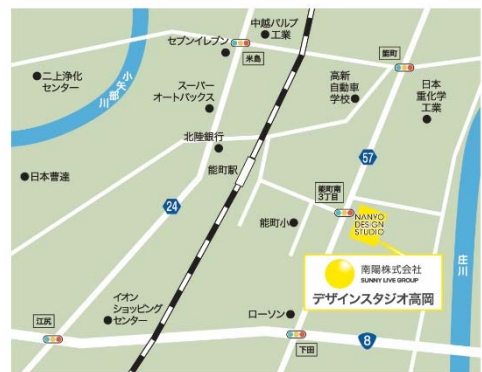 中越パルプ
工業
セブンイレブン
米島
能町
二上浄化
センター
小矢部川
スーパー
オートバックス
高新
自動車
学校
日本
重化学
工業
北陸銀行
能町駅
57
日本曹達
24
能町南
3丁目
NANYO
DESIGN
STUDIO
能町小
庄川
南陽株式会社
SUNNY LIVE GROUP
デザインスタジオ高岡
イオン
ショッピング
センター
ローソン
江尻
下田
8